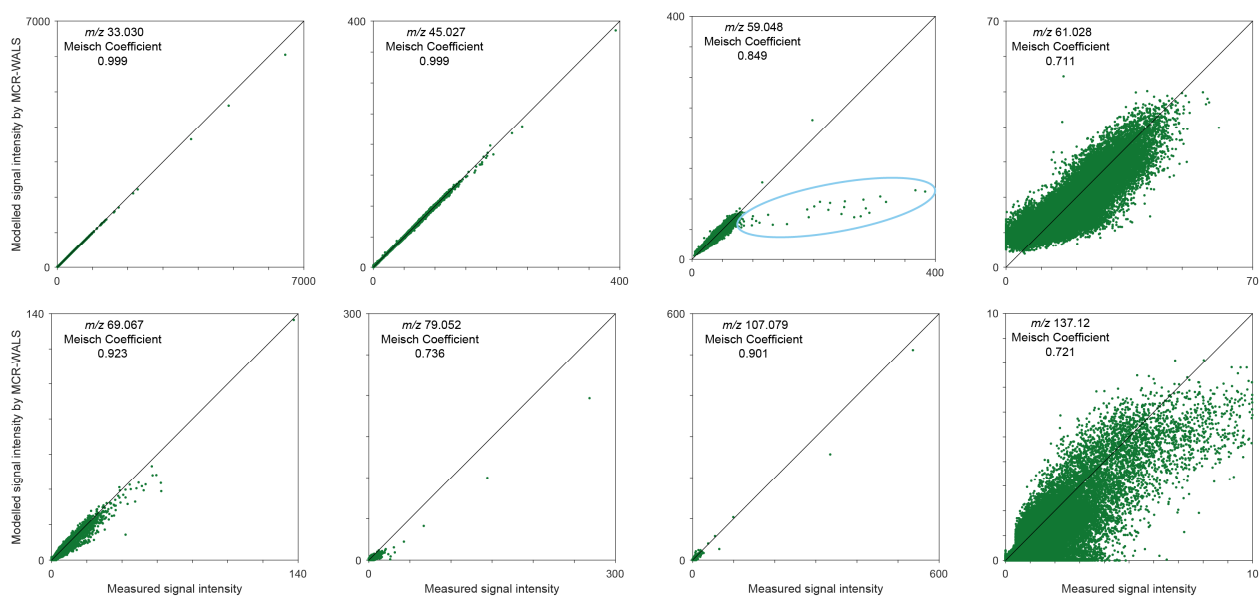 Modelled signal intensity by MCR-WALS
7000
m/z 33.030
Meisch Coefficient
0.999
0
0
7000
400
m/z 45.027
Meisch Coefficient
0.999
0
0
400
400
m/z 59.048
Meisch Coefficient
0.849
0
0
400
70
m/z 61.028
Meisch Coefficient
0.711
0
0
70
Modelled signal intensity by MCR-WALS
140
m/z 69.067
Meisch Coefficient
0.923
0
0
140
Measured signal intensity
300
m/z 79.052
Meisch Coefficient
0.736
0
0
300
Measured signal intensity
600
m/z 107.079
Meisch Coefficient
0.901
0
0
600
Measured signal intensity
10
m/z 137.12
Meisch Coefficient
0.721
0
0
10
Measured signal intensity